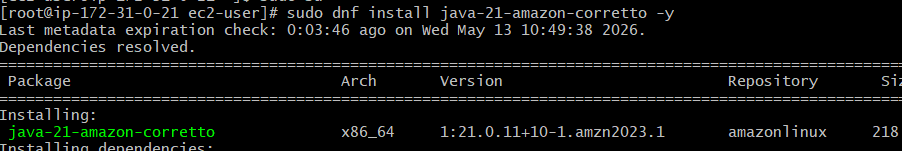 [root@ip-172-31-0-21 ec2-user]# sudo dnf install java-21-amazon-corretto -y
Last metadata expiration check: 0:03:46 ago on Wed May 13 10:49:38 2026.
Dependencies resolved.
Package Arch Version Repository Siz
Installing:
java-21-amazon-corretto x86_64 1:21.0.11+10-1.amzn2023.1 amazonlinux 218
Installing dependencies: